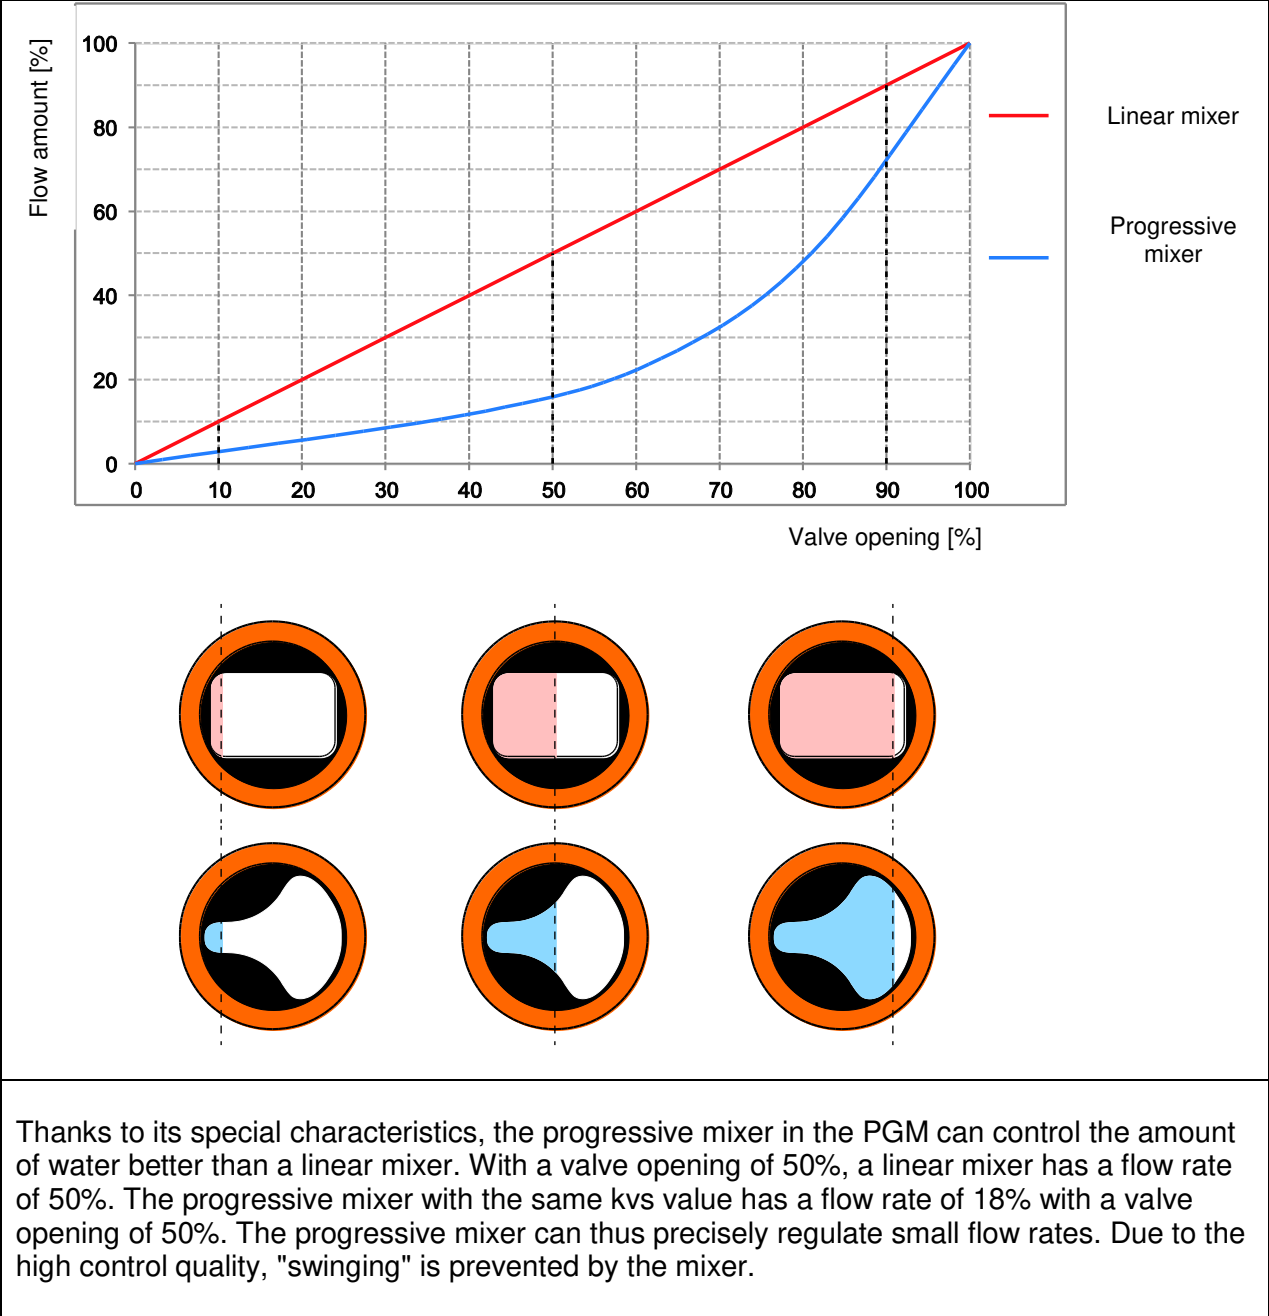 Flow amount [%]
100
80
60
40
20
0
0 10 20 30 40 50 60 70 80 90 100
Valve opening [%]
Linear mixer
Progressive
mixer
Thanks to its special characteristics, the progressive mixer in the PGM can control the amount
of water better than a linear mixer. With a valve opening of 50%, a linear mixer has a flow rate
of 50%. The progressive mixer with the same kvs value has a flow rate of 18% with a valve
opening of 50%. The progressive mixer can thus precisely regulate small flow rates. Due to the
high control quality, "swinging" is prevented by the mixer.